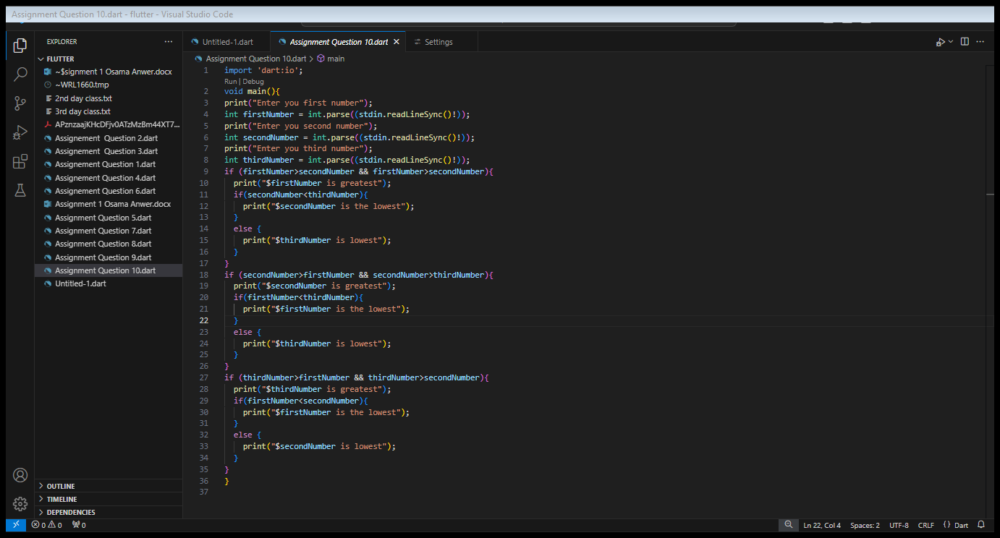 Assignment Question 10.dart - flutter - Visual Studio Code
EXPLORER
FLUTTER
~$signment 1 Osama Anwer.docx
~WRL1660.tmp
2nd day class.txt
3rd day class.txt
APznzaajKHcDFjv0ATzMzBm44XT7...
Assignement  Question 2.dart
Assignement  Question 3.dart
Assignement Question 1.dart
Assignement Question 4.dart
Assignement Question 6.dart
Assignment 1 Osama Anwer.docx
Assignment Question 5.dart
Assignment Question 7.dart
Assignment Question 8.dart
Assignment Question 9.dart
Assignment Question 10.dart
Untitled-1.dart
OUTLINE
TIMELINE
DEPENDENCIES
Untitled-1.dart
Assignment Question 10.dart
Settings
Assignment Question 10.dart > main
1 import 'dart:io';
Run | Debug
2 void main(){
3 print("Enter you first number");
4 int firstNumber = int.parse((stdin.readLineSync()!));
5 print("Enter you second number");
6 int secondNumber = int.parse((stdin.readLineSync()!));
7 print("Enter you third number");
8 int thirdNumber = int.parse((stdin.readLineSync()!));
9 if (firstNumber>secondNumber && firstNumber>secondNumber){
10 print("$firstNumber is greatest");
11 if(secondNumber<thirdNumber){
12 print("$secondNumber is the lowest");
13 }
14 else {
15 print("$thirdNumber is lowest");
16 }
17 }
18 if (secondNumber>firstNumber && secondNumber>thirdNumber){
19 print("$secondNumber is greatest");
20 if(firstNumber<thirdNumber){
21 print("$firstNumber is the lowest");
22 }
23 else {
24 print("$thirdNumber is lowest");
25 }
26 }
27 if (thirdNumber>firstNumber && thirdNumber>secondNumber){
28 print("$thirdNumber is greatest");
29 if(firstNumber<secondNumber){
30 print("$firstNumber is the lowest");
31 }
32 else {
33 print("$secondNumber is lowest");
34 }
35 }
36 }
37
0 0 0
Ln 22, Col 4 Spaces: 2 UTF-8 CRLF {} Dart